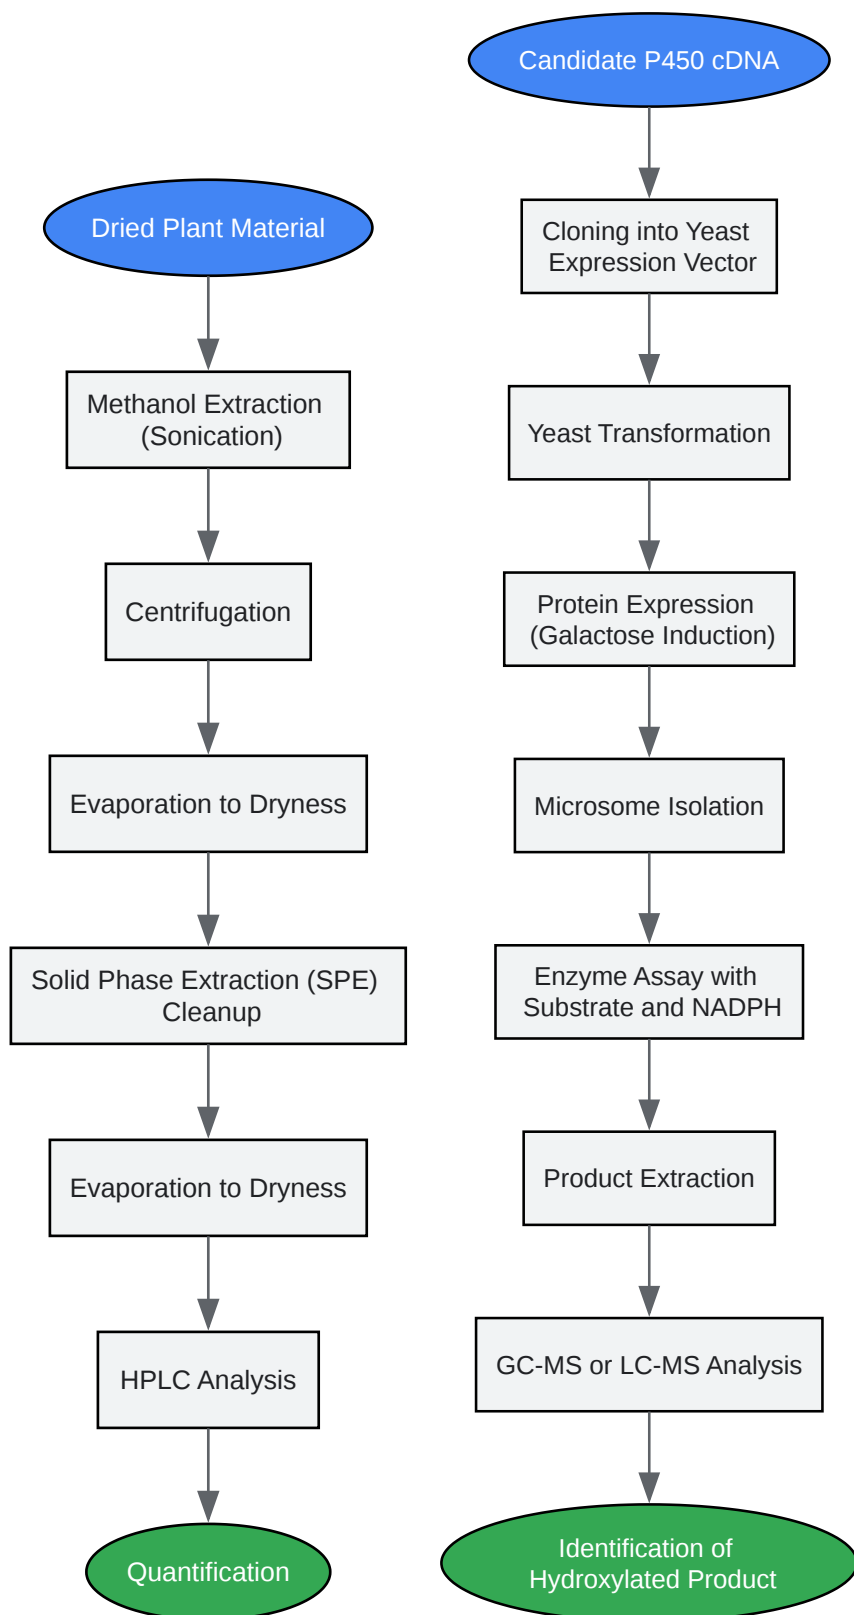 Dried Plant Material
Methanol Extraction
(Sonication)
Centrifugation
Evaporation to Dryness
Solid Phase Extraction (SPE)
Cleanup
Evaporation to Dryness
HPLC Analysis
Quantification
Candidate P450 cDNA
Cloning into Yeast
Expression Vector
Yeast Transformation
Protein Expression
(Galactose Induction)
Microsome Isolation
Enzyme Assay with
Substrate and NADPH
Product Extraction
GC-MS or LC-MS Analysis
Identification of
Hydroxylated Product